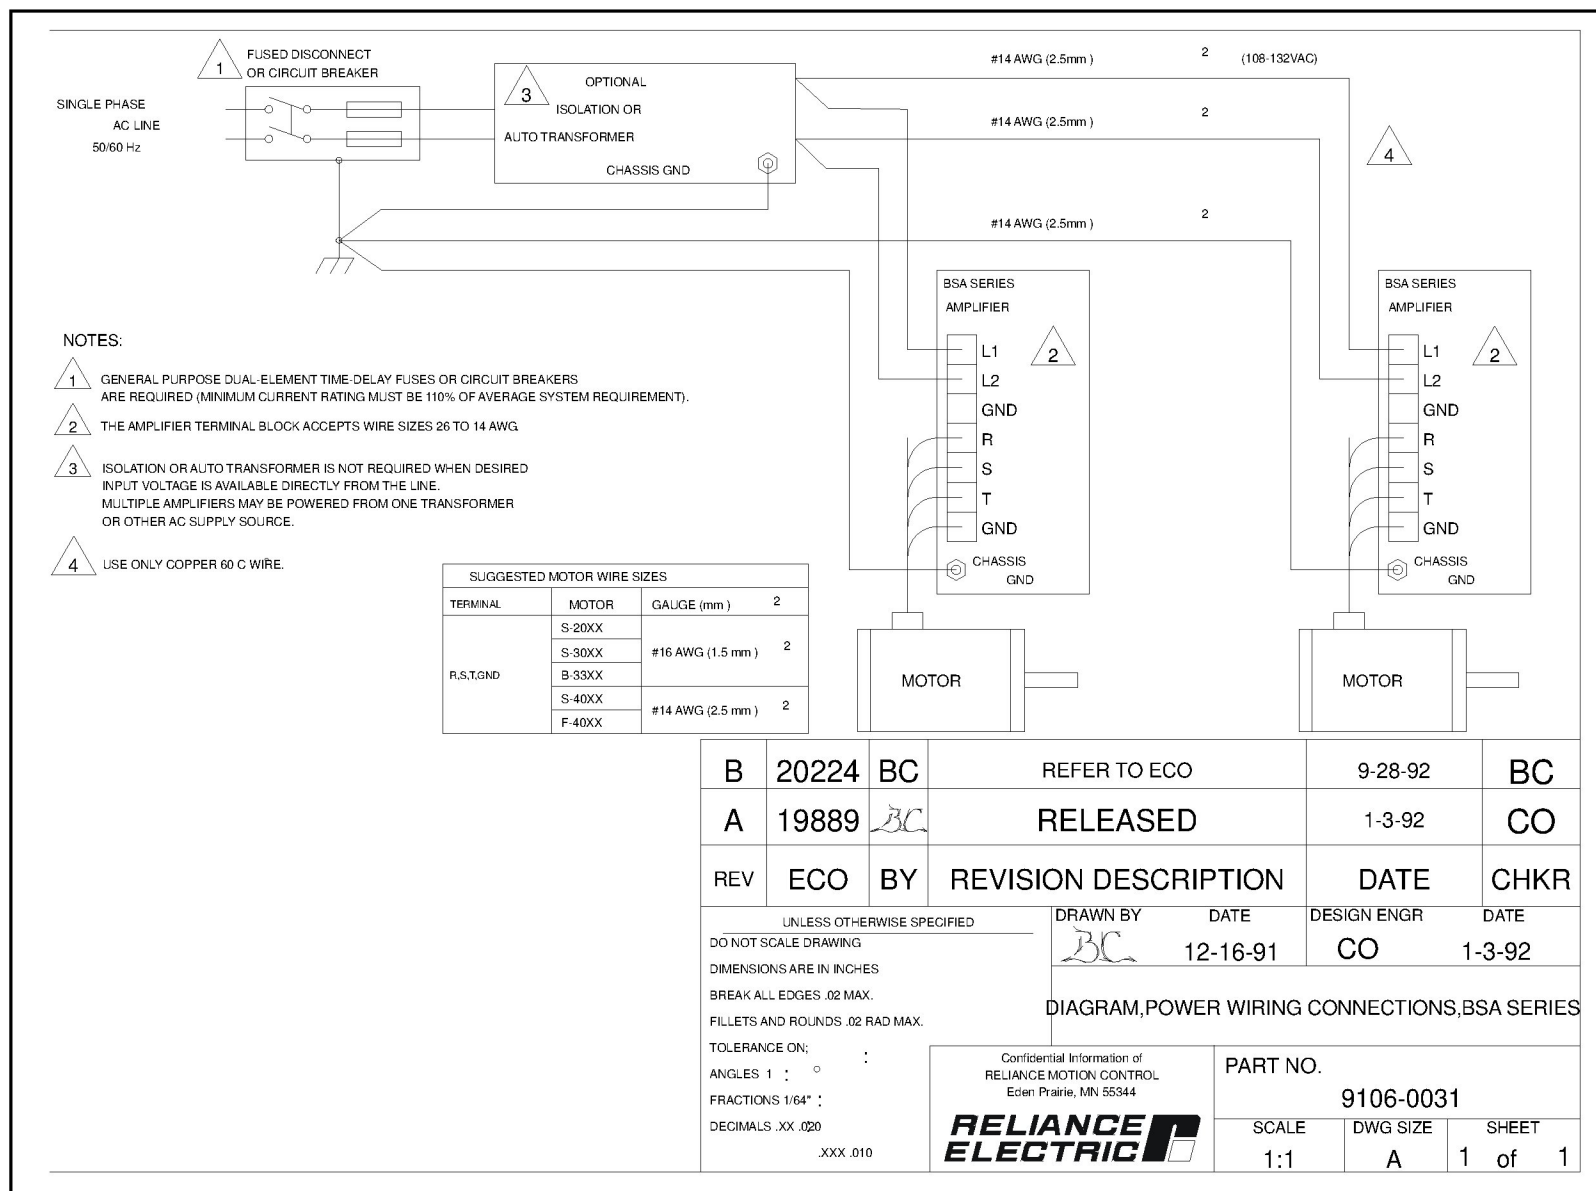 1
FUSED DISCONNECT
OR CIRCUIT BREAKER
SINGLE PHASE
AC LINE
50/60 Hz
3
OPTIONAL
ISOLATION OR
AUTO TRANSFORMER
CHASSIS GND
#14 AWG (2.5mm ) 2 (108-132VAC)
#14 AWG (2.5mm ) 2
4
#14 AWG (2.5mm ) 2
BSA SERIES
AMPLIFIER
2
L1
L2
GND
R
S
T
GND
CHASSIS
GND
MOTOR
BSA SERIES
AMPLIFIER
2
L1
L2
GND
R
S
T
GND
CHASSIS
GND
MOTOR
NOTES:
1 GENERAL PURPOSE DUAL-ELEMENT TIME-DELAY FUSES OR CIRCUIT BREAKERS
ARE REQUIRED (MINIMUM CURRENT RATING MUST BE 110% OF AVERAGE SYSTEM REQUIREMENT).
2 THE AMPLIFIER TERMINAL BLOCK ACCEPTS WIRE SIZES 26 TO 14 AWG.
3 ISOLATION OR AUTO TRANSFORMER IS NOT REQUIRED WHEN DESIRED
INPUT VOLTAGE IS AVAILABLE DIRECTLY FROM THE LINE.
MULTIPLE AMPLIFIERS MAY BE POWERED FROM ONE TRANSFORMER
OR OTHER AC SUPPLY SOURCE.
4 USE ONLY COPPER 60 C WIRE.
SUGGESTED MOTOR WIRE SIZES
TERMINAL MOTOR GAUGE (mm ) 2
R,S,T,GND
S-20XX
S-30XX
B-33XX
#16 AWG (1.5 mm ) 2
S-40XX
F-40XX
#14 AWG (2.5 mm ) 2
B 20224 BC REFER TO ECO 9-28-92 BC
A 19889 BC RELEASED 1-3-92 CO
REV ECO BY REVISION DESCRIPTION DATE CHKR
UNLESS OTHERWISE SPECIFIED
DO NOT SCALE DRAWING
DIMENSIONS ARE IN INCHES
BREAK ALL EDGES .02 MAX.
FILLETS AND ROUNDS .02 RAD MAX.
TOLERANCE ON;
ANGLES 1 : °
FRACTIONS 1/64" :
DECIMALS .XX .020
.XXX .010
DRAWN BY DATE
BC 12-16-91
DESIGN ENGR DATE
CO 1-3-92
DIAGRAM,POWER WIRING CONNECTIONS,BSA SERIES
Confidential Information of
RELIANCE MOTION CONTROL
Eden Prairie, MN 55344
RELIANCE
ELECTRIC
PART NO.
9106-0031
SCALE DWG SIZE SHEET
1:1 A 1 of 1